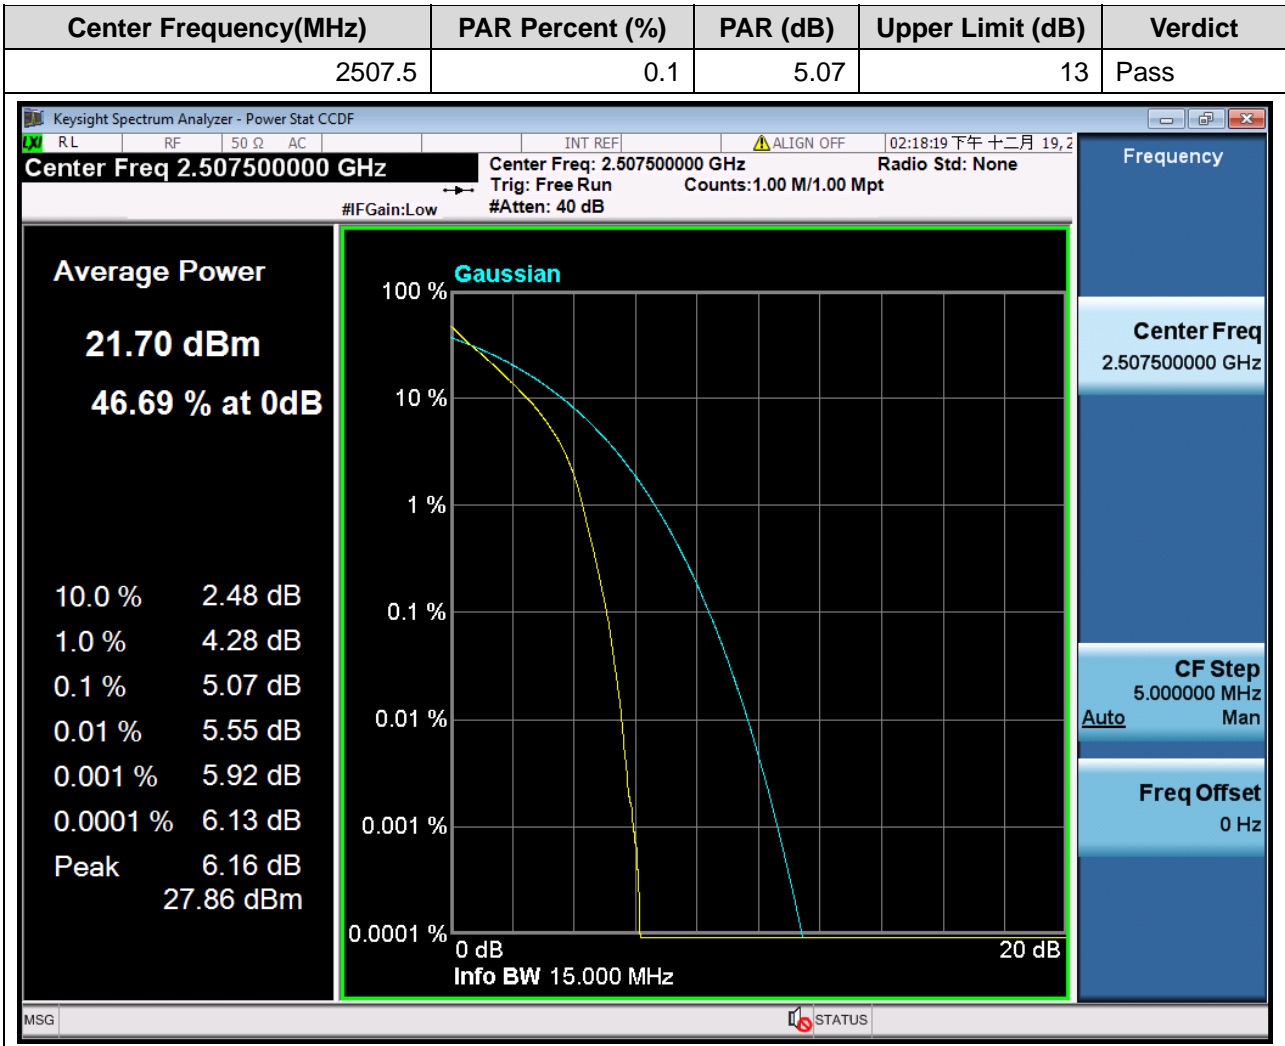 Center Frequency(MHz) PAR Percent (%) PAR (dB) Upper Limit (dB) Verdict
2507.5 0.1 5.07 13 Pass
Keysight Spectrum Analyzer - Power Stat CCDF
LXI RL RF 50 Ω AC INT REF ALIGN OFF 02:18:19 下午 十二月 19, 2
Center Freq 2.507500000 GHz
Center Freq: 2.507500000 GHz Radio Std: None
Trig: Free Run Counts:1.00 M/1.00 Mpt
#IFGain:Low #Atten: 40 dB
Average Power
21.70 dBm
46.69 % at 0dB
10.0 % 2.48 dB
1.0 % 4.28 dB
0.1 % 5.07 dB
0.01 % 5.55 dB
0.001 % 5.92 dB
0.0001 % 6.13 dB
Peak 6.16 dB
27.86 dBm
Gaussian
100 %
10 %
1 %
0.1 %
0.01 %
0.001 %
0.0001 %
0 dB 20 dB
Info BW 15.000 MHz
Frequency
Center Freq
2.507500000 GHz
CF Step
5.000000 MHz
Auto Man
Freq Offset
0 Hz
MSG STATUS